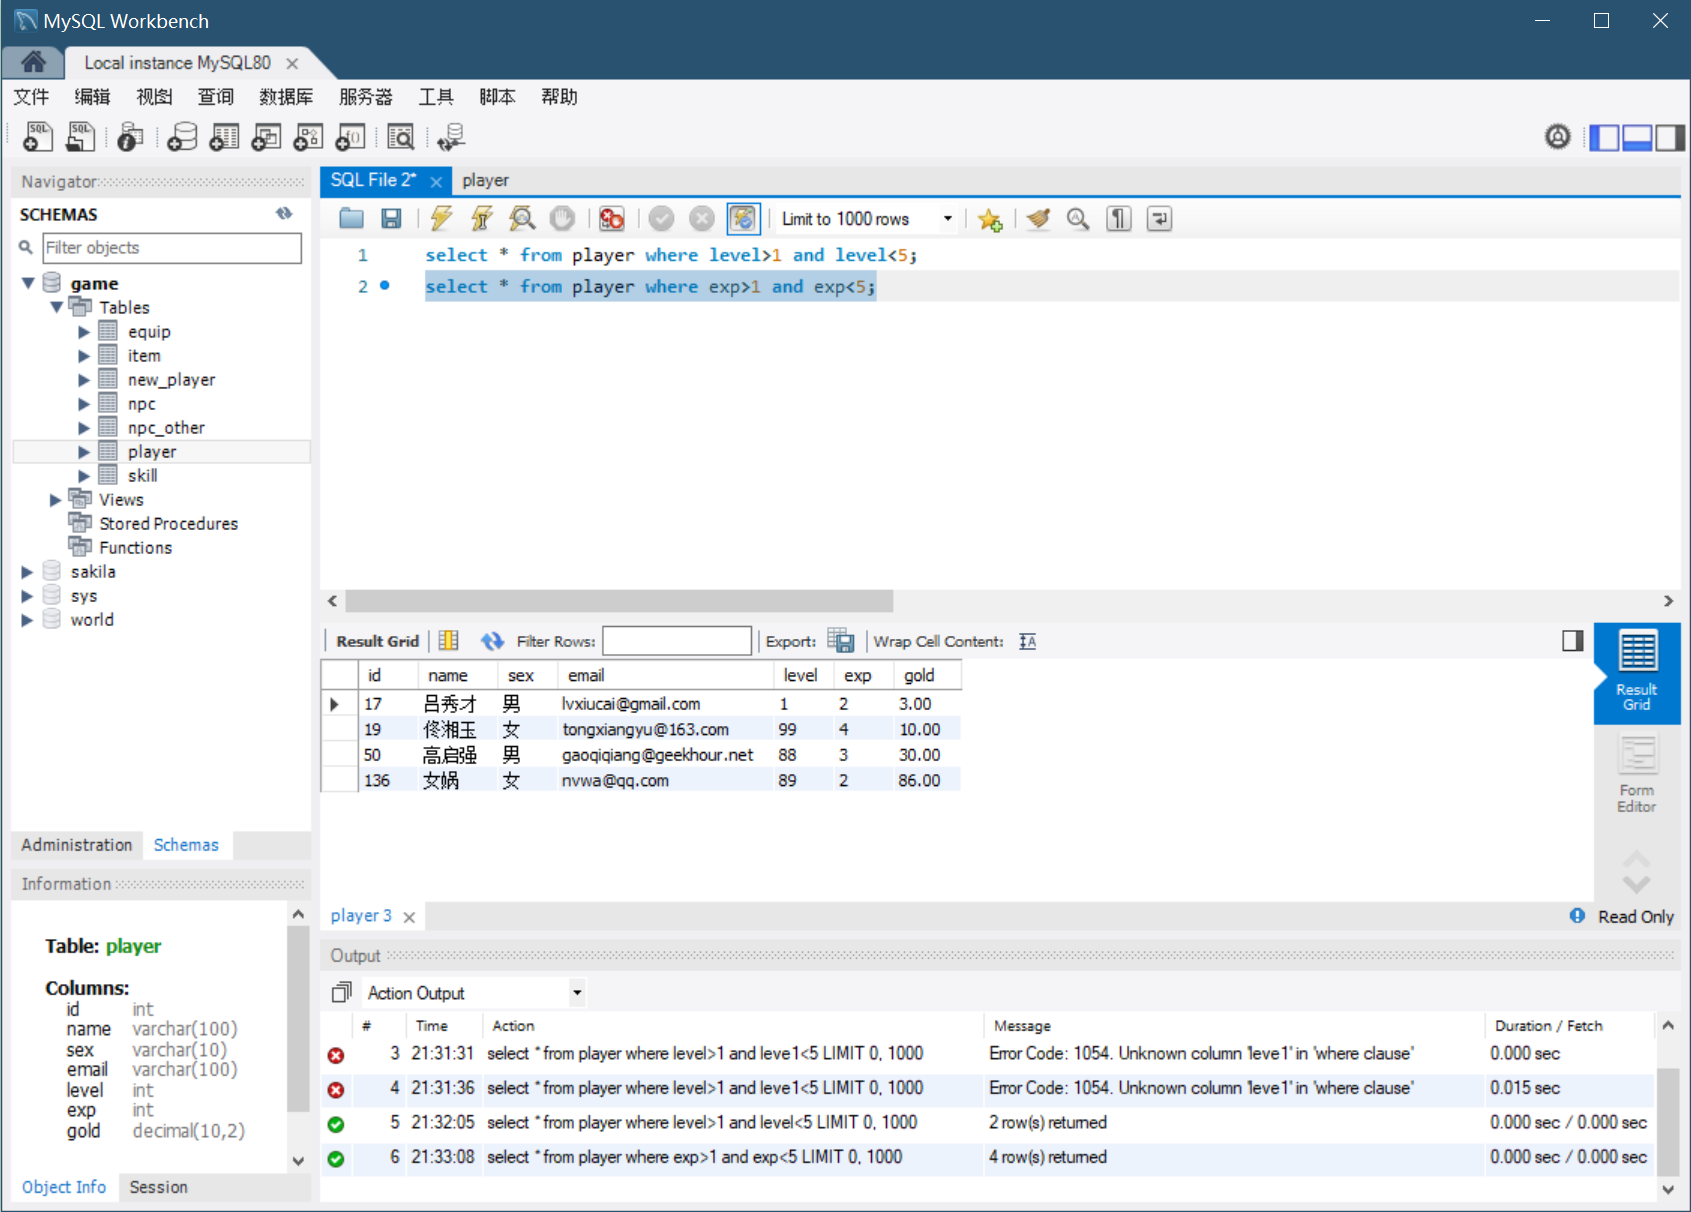 MySQL Workbench
Local instance MySQL80
文件 编辑 视图 查询 数据库 服务器 工具 脚本 帮助
Navigator
SCHEMAS
Filter objects
game
Tables
equip
item
new_player
npc
npc_other
player
skill
Views
Stored Procedures
Functions
sakila
sys
world
Administration Schemas
Information
Table: player
Columns:
id int
name varchar(100)
sex varchar(10)
email varchar(100)
level int
exp int
gold decimal(10,2)
Object Info Session
SQL File 2* player
Limit to 1000 rows
1 select * from player where level>1 and level<5;
2 select * from player where exp>1 and exp<5;
Result Grid Filter Rows: Export: Wrap Cell Content:
id name sex email level exp gold
17 吕秀才 男 lvxiucai@gmail.com 1 2 3.00
19 佟湘玉 女 tongxiangyu@163.com 99 4 10.00
50 高启强 男 gaoqiqiang@geekhour.net 88 3 30.00
136 女娲 女 nvwa@qq.com 89 2 86.00
Result
Grid
Form
Editor
player 3
Read Only
Output
Action Output
# Time Action Message Duration / Fetch
3 21:31:31 select * from player where level>1 and leve1<5 LIMIT 0, 1000 Error Code: 1054. Unknown column 'leve1' in 'where clause' 0.000 sec
4 21:31:36 select * from player where level>1 and leve1<5 LIMIT 0, 1000 Error Code: 1054. Unknown column 'leve1' in 'where clause' 0.015 sec
5 21:32:05 select * from player where level>1 and level<5 LIMIT 0, 1000 2 row(s) returned 0.000 sec / 0.000 sec
6 21:33:08 select * from player where exp>1 and exp<5 LIMIT 0, 1000 4 row(s) returned 0.000 sec / 0.000 sec